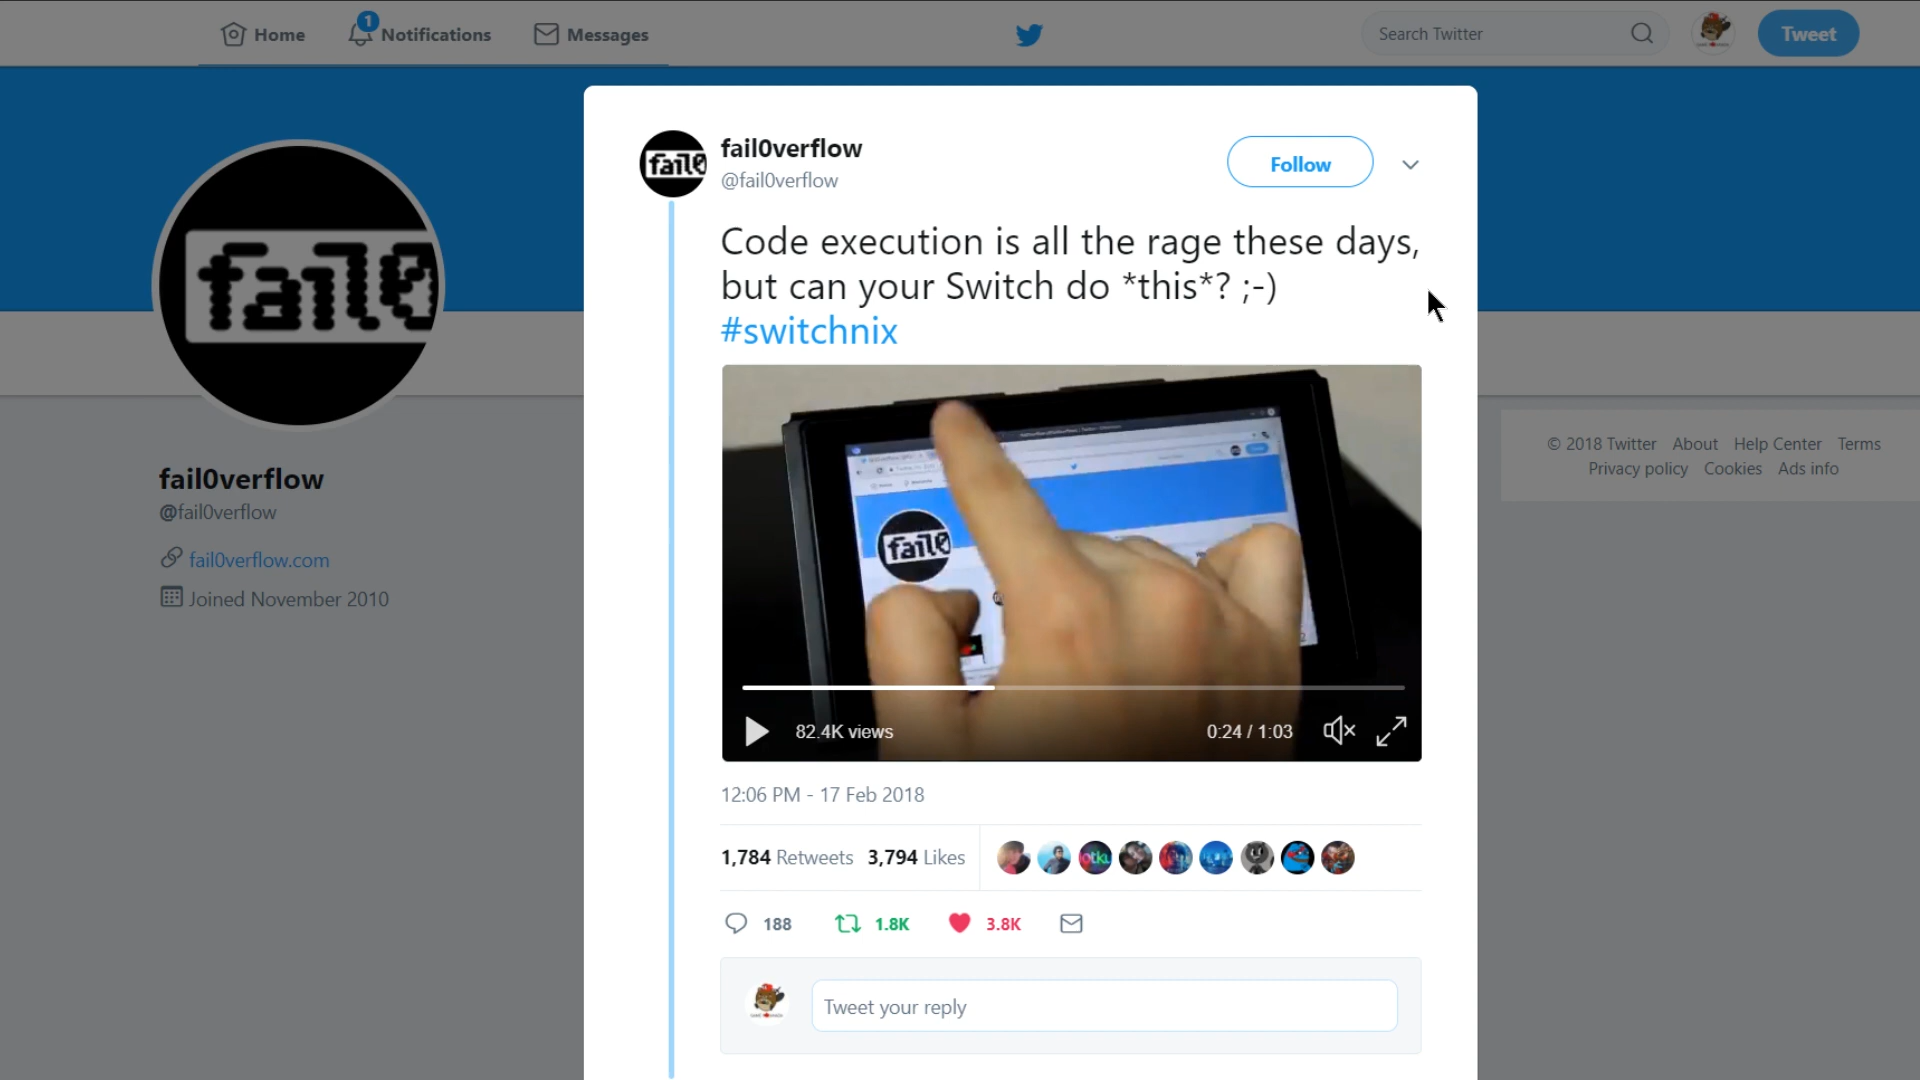 Home
1
Notifications
Messages
Search Twitter
Tweet
fail0
fail0verflow
@fail0verflow
fail0verflow.com
Joined November 2010
fail0
fail0verflow
@fail0verflow
Follow
Code execution is all the rage these days,
but can your Switch do *this*? ;-)
#switchnix
fail0
82.4K views
0:24 / 1:03
12:06 PM - 17 Feb 2018
1,784 Retweets 3,794 Likes
188
1.8K
3.8K
Tweet your reply
© 2018 Twitter About Help Center Terms
Privacy policy Cookies Ads info